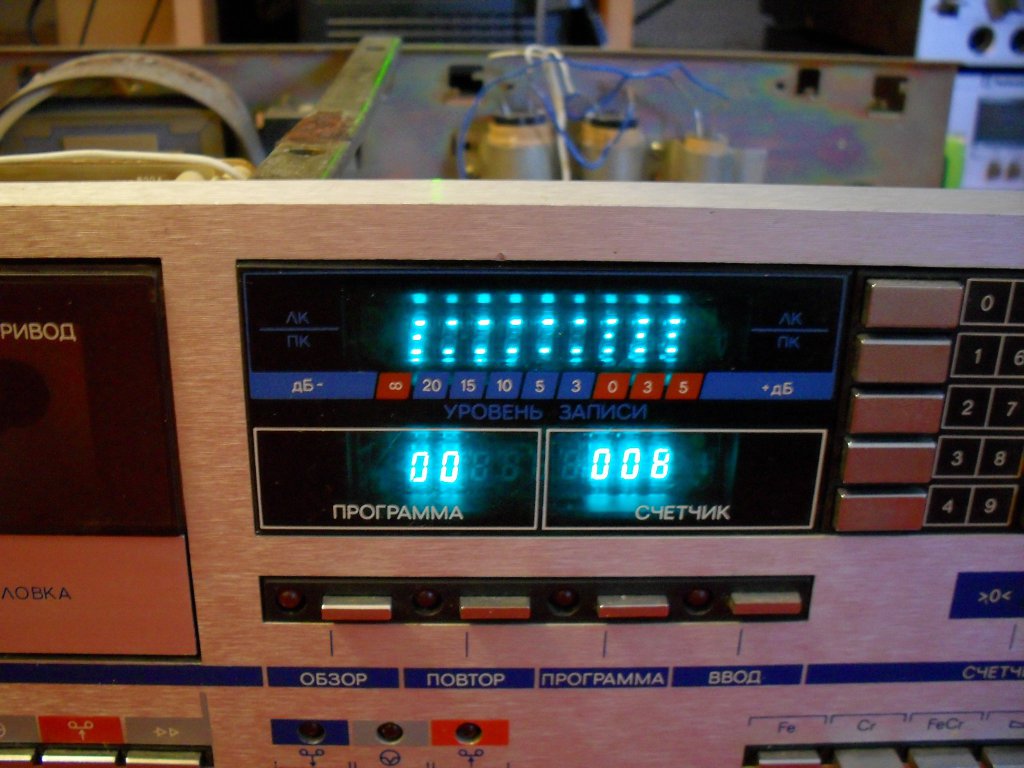 РИВОД
ЛК
ПК
ЛК
ПК
дБ - ∞ 20 15 10 5 3 0 3 5 +дБ
УРОВЕНЬ ЗАПИСИ
00
008
ПРОГРАММА
СЧЕТЧИК
0
1 6
2 7
3 8
4 9
ЛОВКА
>0<
ОБЗОР ПОВТОР ПРОГРАММА ВВОД СЧЕТЧ
Fe Cr FeCr